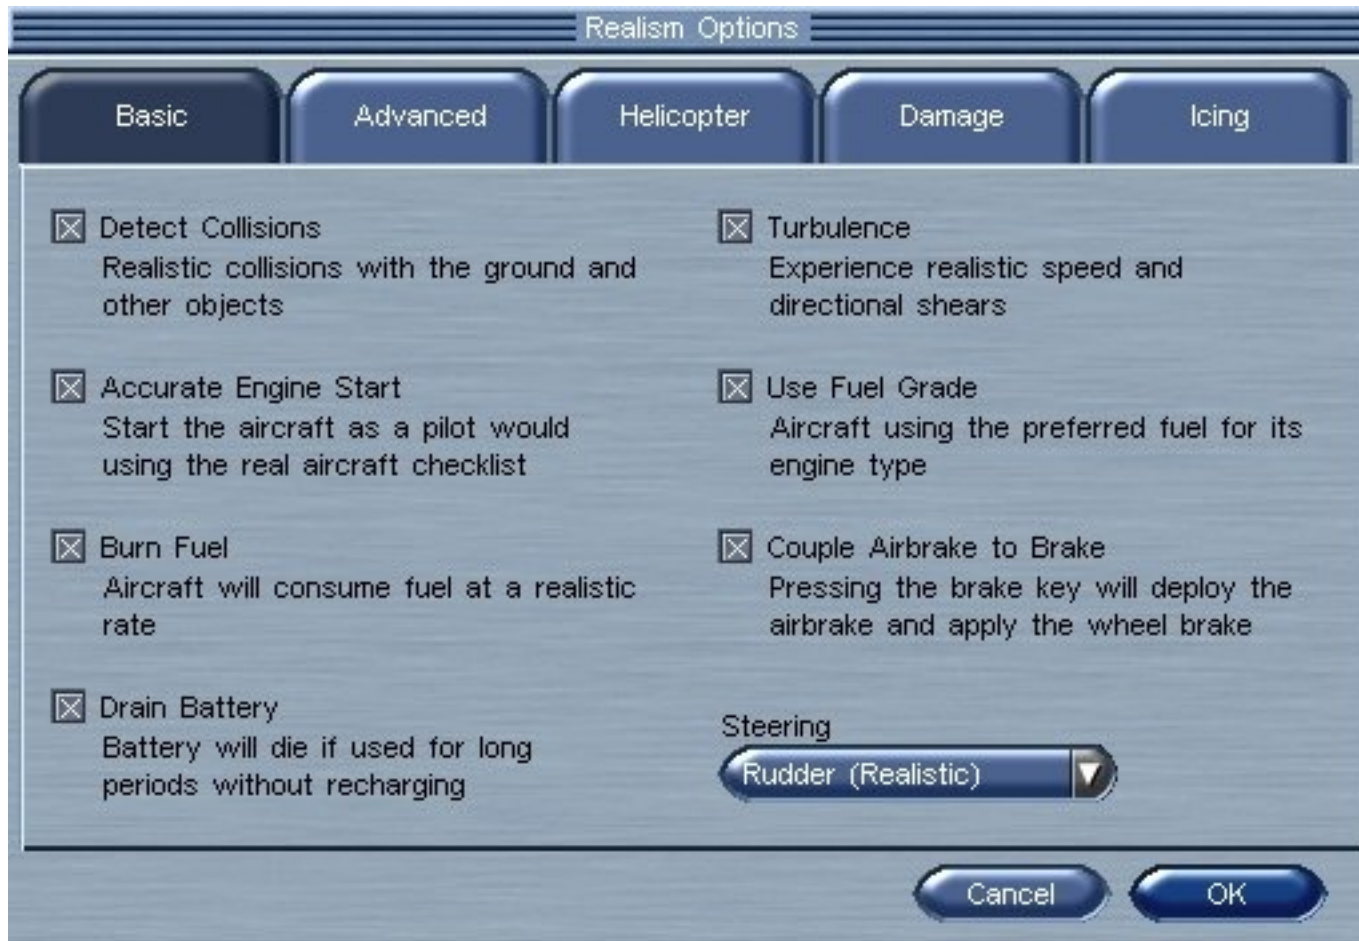 Realism Options
Basic
Advanced
Helicopter
Damage
Icing
Detect Collisions
Realistic collisions with the ground and
other objects
Accurate Engine Start
Start the aircraft as a pilot would
using the real aircraft checklist
Burn Fuel
Aircraft will consume fuel at a realistic
rate
Drain Battery
Battery will die if used for long
periods without recharging
Turbulence
Experience realistic speed and
directional shears
Use Fuel Grade
Aircraft using the preferred fuel for its
engine type
Couple Airbrake to Brake
Pressing the brake key will deploy the
airbrake and apply the wheel brake
Steering
Rudder (Realistic)
Cancel
OK